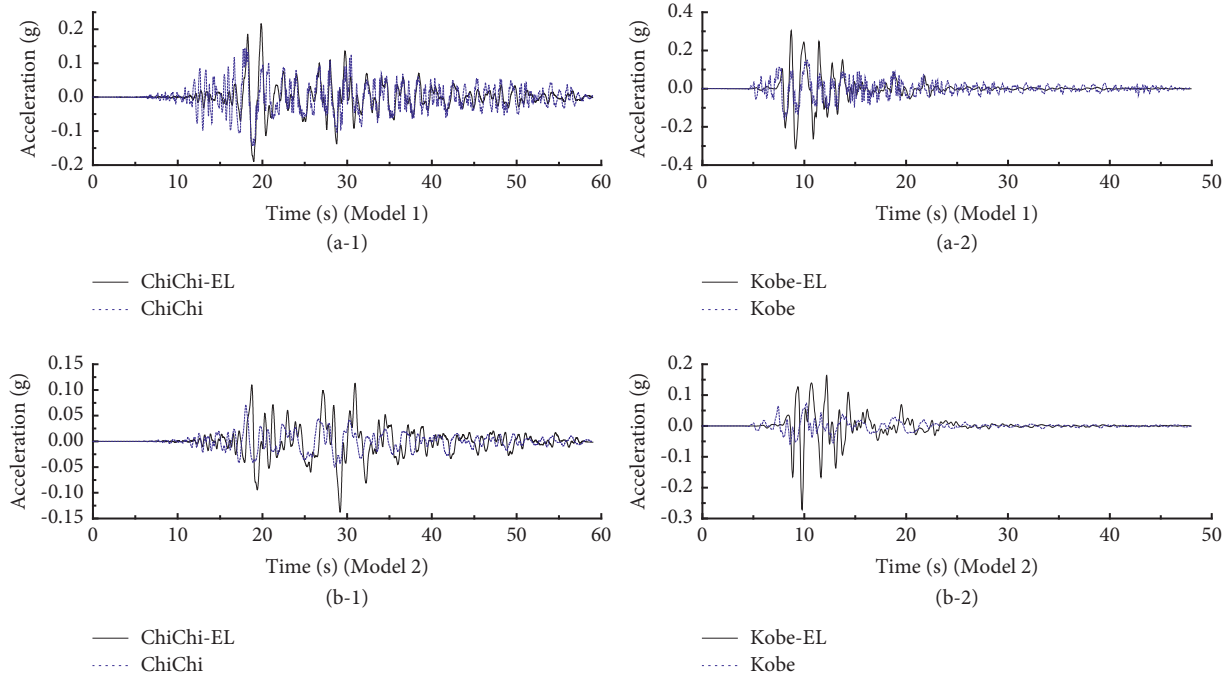 Acceleration (g)
0.2
0.1
0.0
-0.1
-0.2
0 10 20 30 40 50 60
Time (s) (Model 1)
(a-1)
ChiChi-EL
ChiChi
Acceleration (g)
0.4
0.2
0.0
-0.2
-0.4
0 10 20 30 40 50
Time (s) (Model 1)
(a-2)
Kobe-EL
Kobe
Acceleration (g)
0.15
0.10
0.05
0.00
-0.05
-0.10
-0.15
0 10 20 30 40 50 60
Time (s) (Model 2)
(b-1)
ChiChi-EL
ChiChi
Acceleration (g)
0.2
0.1
0.0
-0.1
-0.2
-0.3
0 10 20 30 40 50
Time (s) (Model 2)
(b-2)
Kobe-EL
Kobe